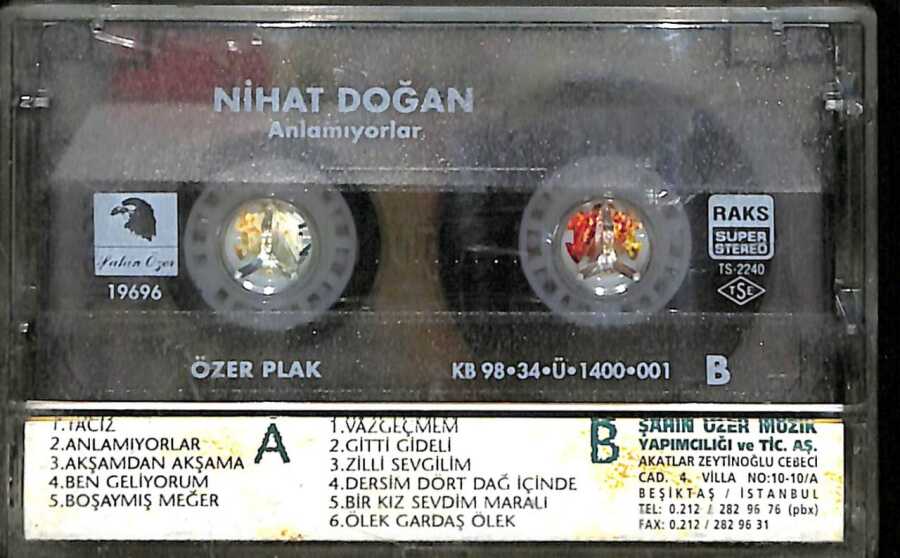 NİHAT DOĞAN
Anlamıyorlar
Şahin Özer
19696
RAKS
SUPER
STEREO
TS-2240
TSE
ÖZER PLAK
KB 98•34•Ü•1400•001
B
A
1.TACİZ
2.ANLAMIYORLAR
3.AKŞAMDAN AKŞAMA
4.BEN GELİYORUM
5.BOŞAYMIŞ MEĞER
B
1.VAZGEÇMEM
2.GİTTİ GİDELİ
3.ZİLLİ SEVGİLİM
4.DERSİM DÖRT DAĞ İÇİNDE
5.BİR KIZ SEVDİM MARALI
6.ÖLEK GARDAŞ ÖLEK
ŞAHİN ÖZER MÜZİK
YAPIMCILIĞI ve TİC. AŞ.
AKATLAR ZEYTİNOĞLU CEBECİ
CAD. 4. VİLLA NO:10-10/A
BEŞİKTAŞ / İSTANBUL
TEL: 0.212 / 282 96 76 (pbx)
FAX: 0.212 / 282 96 31